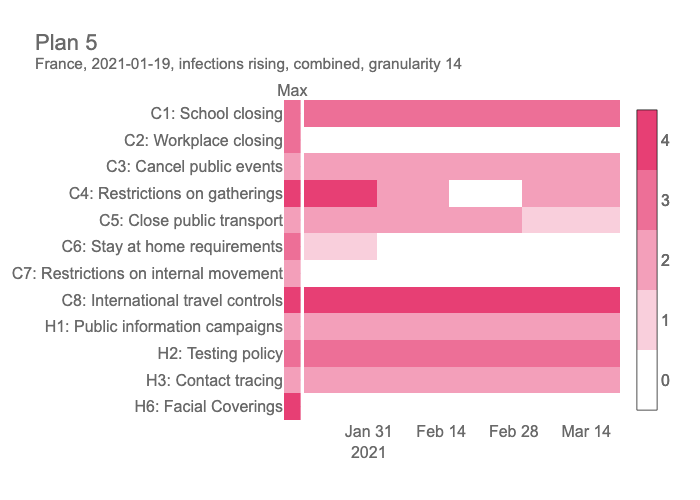 Plan 5
France, 2021-01-19, infections rising, combined, granularity 14
Max
C1: School closing
C2: Workplace closing
C3: Cancel public events
C4: Restrictions on gatherings
C5: Close public transport
C6: Stay at home requirements
C7: Restrictions on internal movement
C8: International travel controls
H1: Public information campaigns
H2: Testing policy
H3: Contact tracing
H6: Facial Coverings
Jan 31
2021
Feb 14
Feb 28
Mar 14
4
3
2
1
0